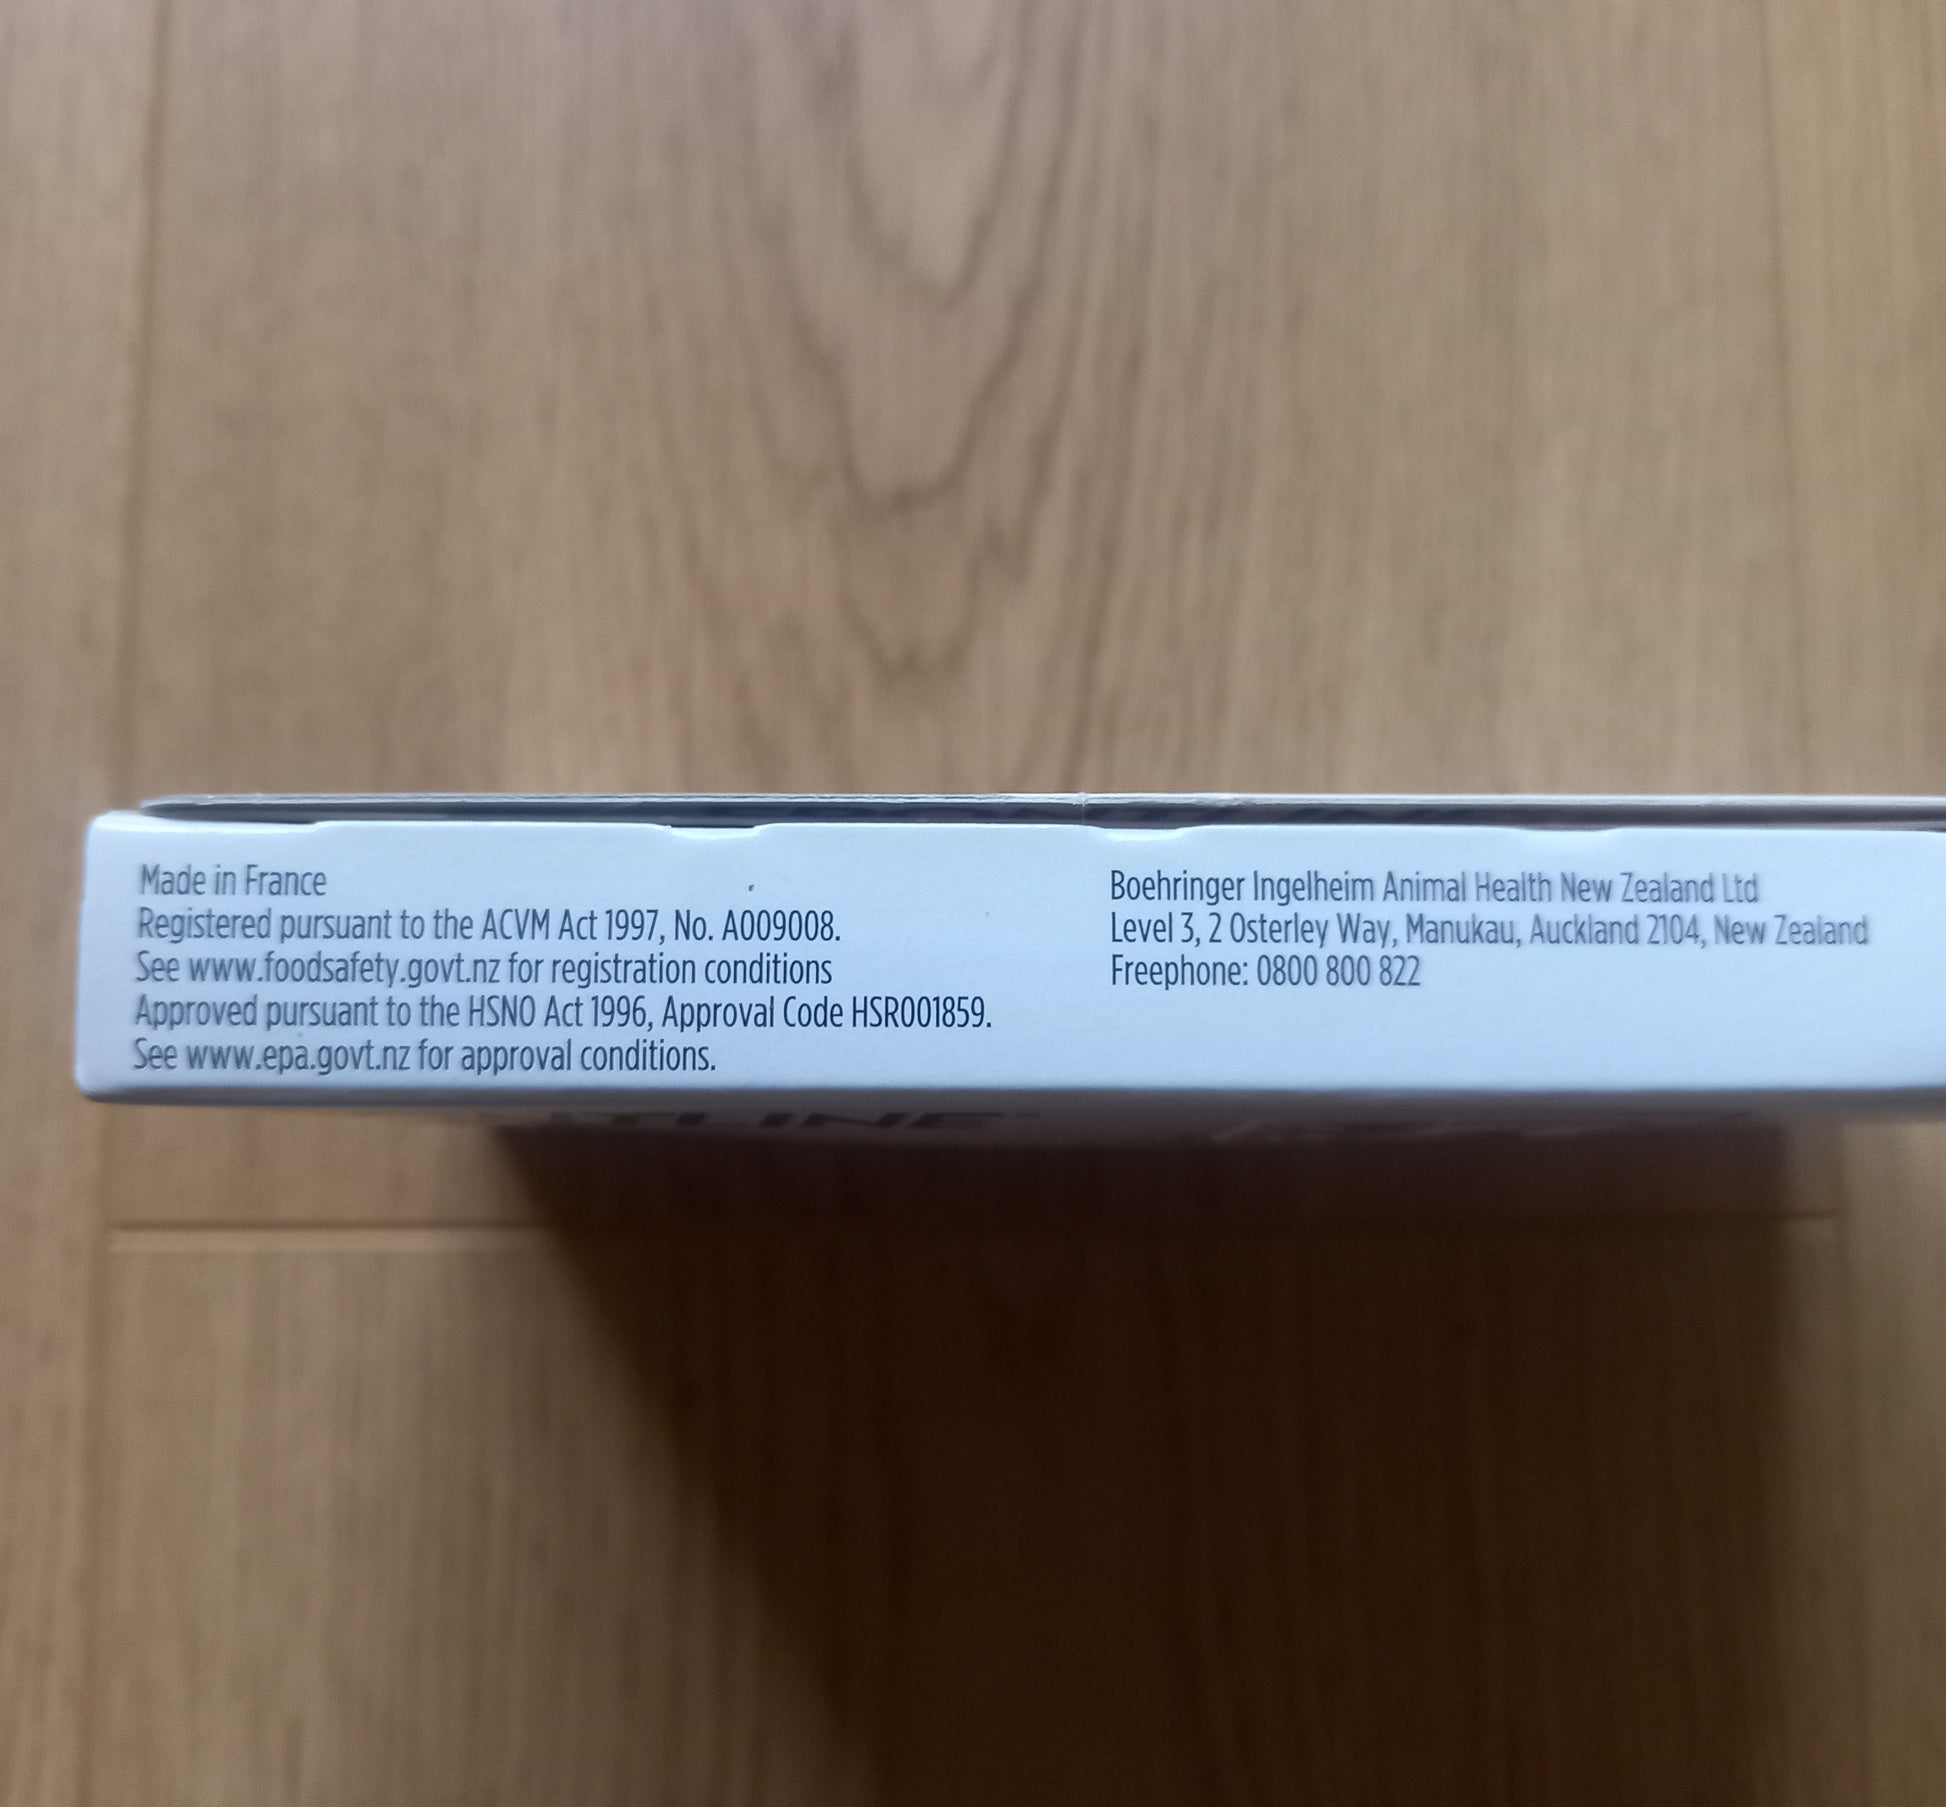 Made in France
Registered pursuant to the ACVM Act 1997, No. A009008.
See www.foodsafety.govt.nz for registration conditions
Approved pursuant to the HSNO Act 1996, Approval Code HSR001859.
See www.epa.govt.nz for approval conditions.
Boehringer Ingelheim Animal Health New Zealand Ltd
Level 3, 2 Osterley Way, Manukau, Auckland 2104, New Zealand
Freephone: 0800 800 822